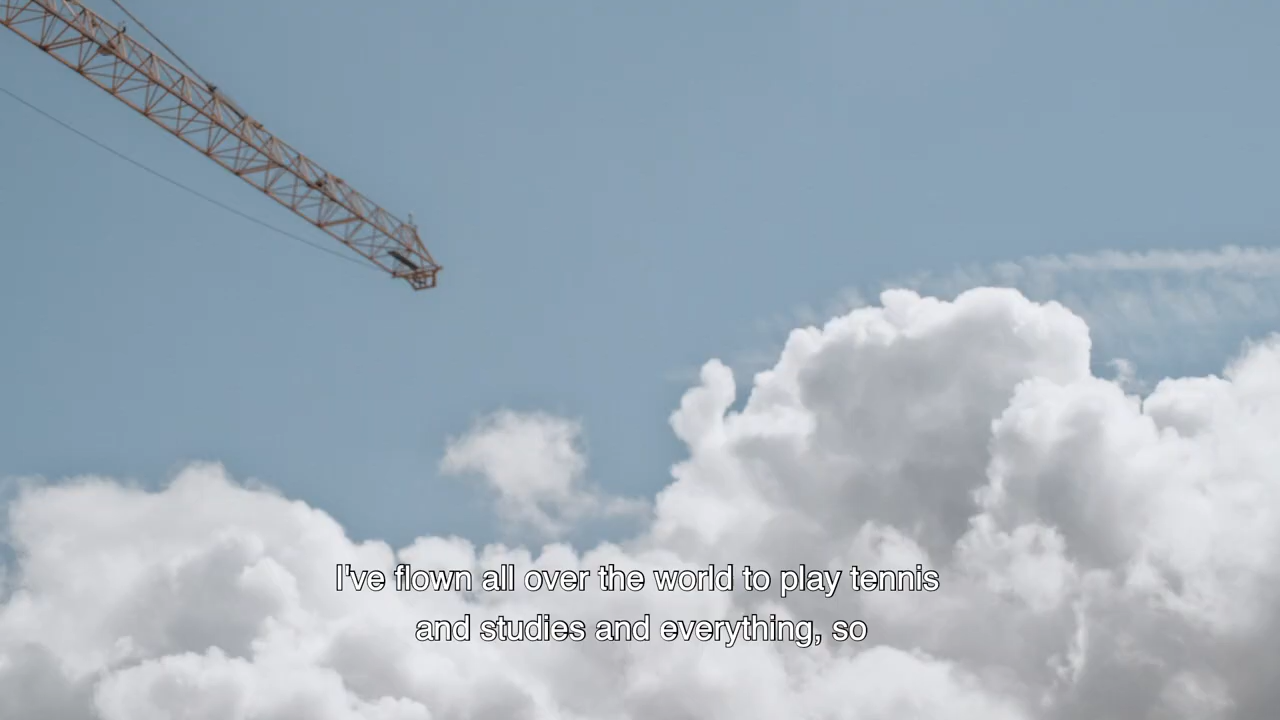 I've flown all over the world to play tennis
and studies and everything, so